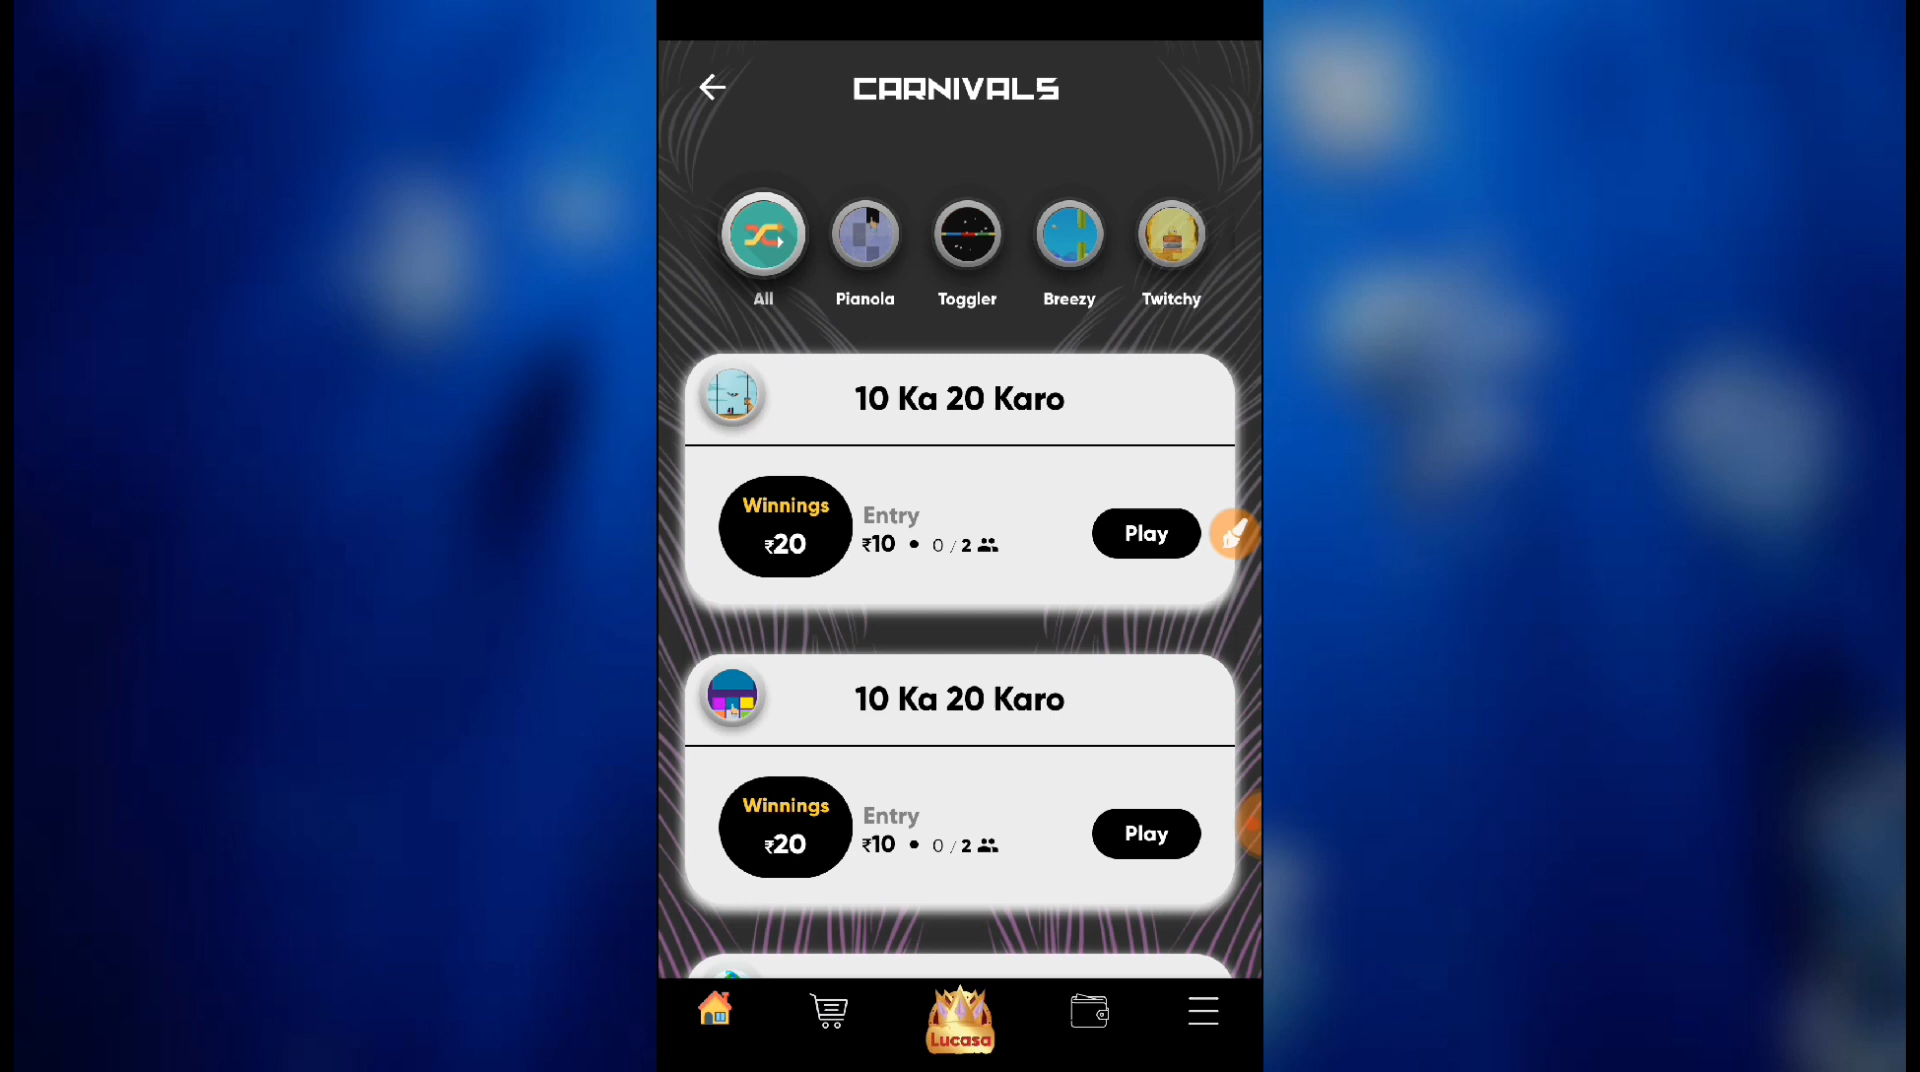 CARNIVALS
All
Pianola
Toggler
Breezy
Twitchy
10 Ka 20 Karo
Winnings
₹20
Entry
₹10 • 0 / 2
Play
10 Ka 20 Karo
Winnings
₹20
Entry
₹10 • 0 / 2
Play
Lucasa